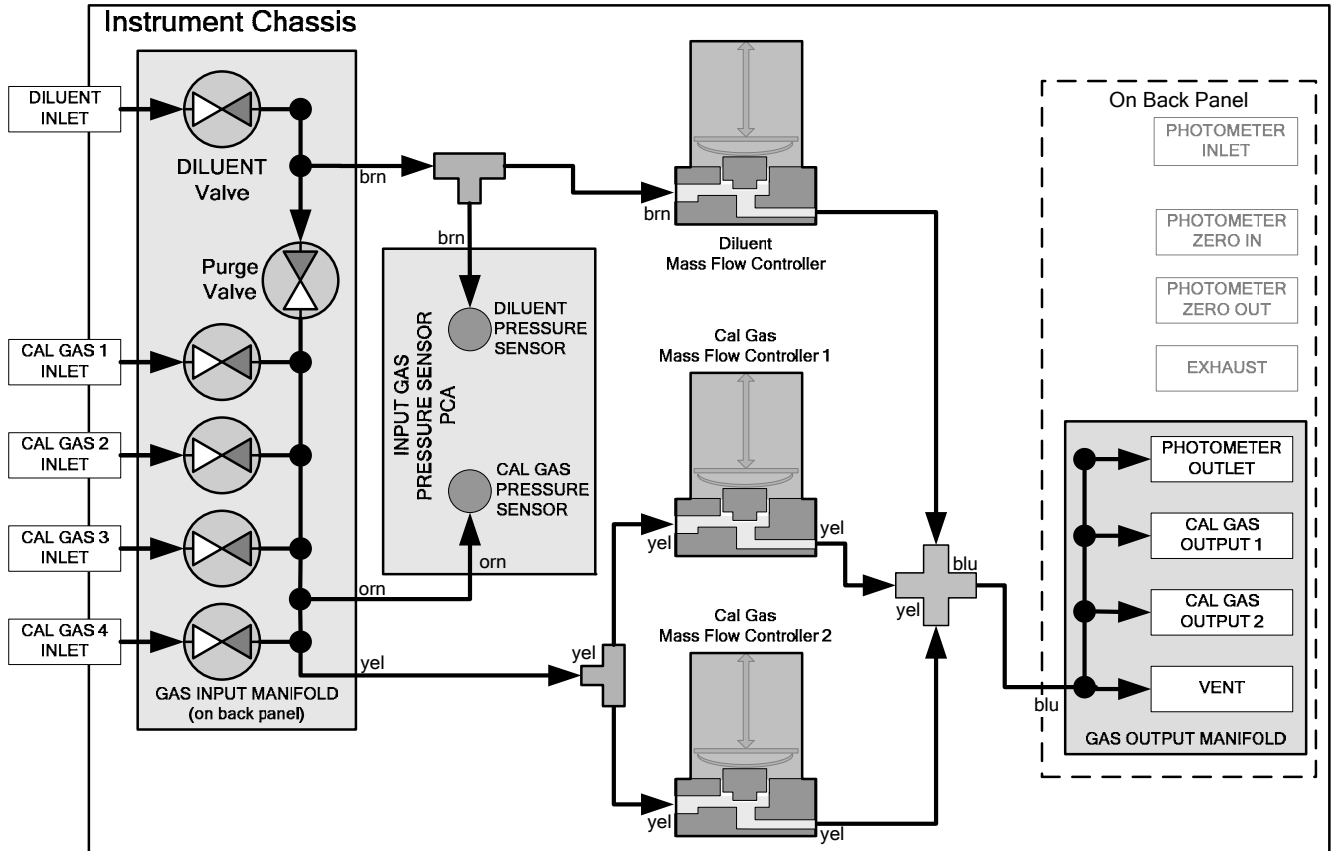 Instrument Chassis
DILUENT
INLET
DILUENT
Valve
Purge
Valve
CAL GAS 1
INLET
CAL GAS 2
INLET
CAL GAS 3
INLET
CAL GAS 4
INLET
GAS INPUT MANIFOLD
(on back panel)
brn
brn
brn
orn
orn
yel
yel
INPUT GAS
PRESSURE SENSOR
PCA
DILUENT
PRESSURE
SENSOR
CAL GAS
PRESSURE
SENSOR
Diluent
Mass Flow Controller
Cal Gas
Mass Flow Controller 1
yel
yel
Cal Gas
Mass Flow Controller 2
yel
yel
yel
blu
blu
On Back Panel
PHOTOMETER
INLET
PHOTOMETER
ZERO IN
PHOTOMETER
ZERO OUT
EXHAUST
PHOTOMETER
OUTLET
CAL GAS
OUTPUT 1
CAL GAS
OUTPUT 2
VENT
GAS OUTPUT MANIFOLD